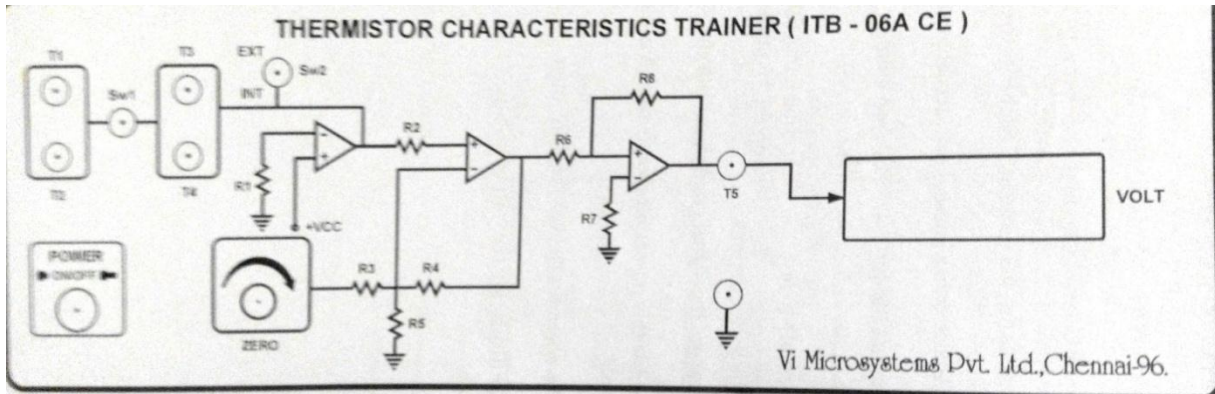 THERMISTOR CHARACTERISTICS TRAINER ( ITB - 06A CE )
T1
T3
EXT
SW2
SW1
INT
T2
T4
R1
R2
R6
R8
+VCC
R7
T5
VOLT
POWER
ON/OFF
R3
R4
R5
ZERO
Vi Microsystems Pvt. Ltd.,Chennai-96.